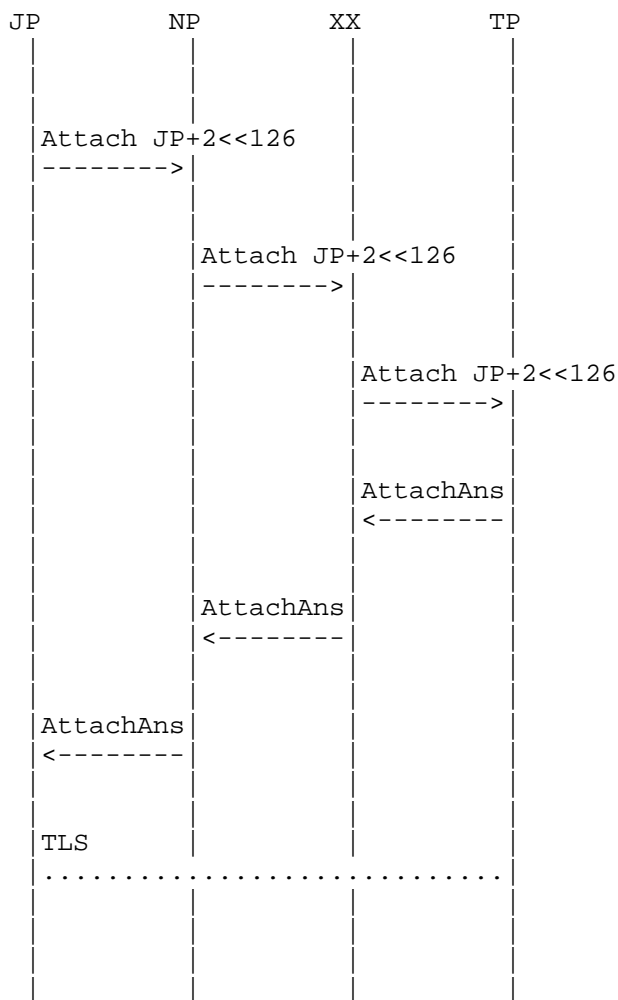 JP NP XX TP
Attach JP+2<<126
-------->
Attach JP+2<<126
-------->
Attach JP+2<<126
-------->
AttachAns
<--------
AttachAns
<--------
AttachAns
<--------
TLS
.............................